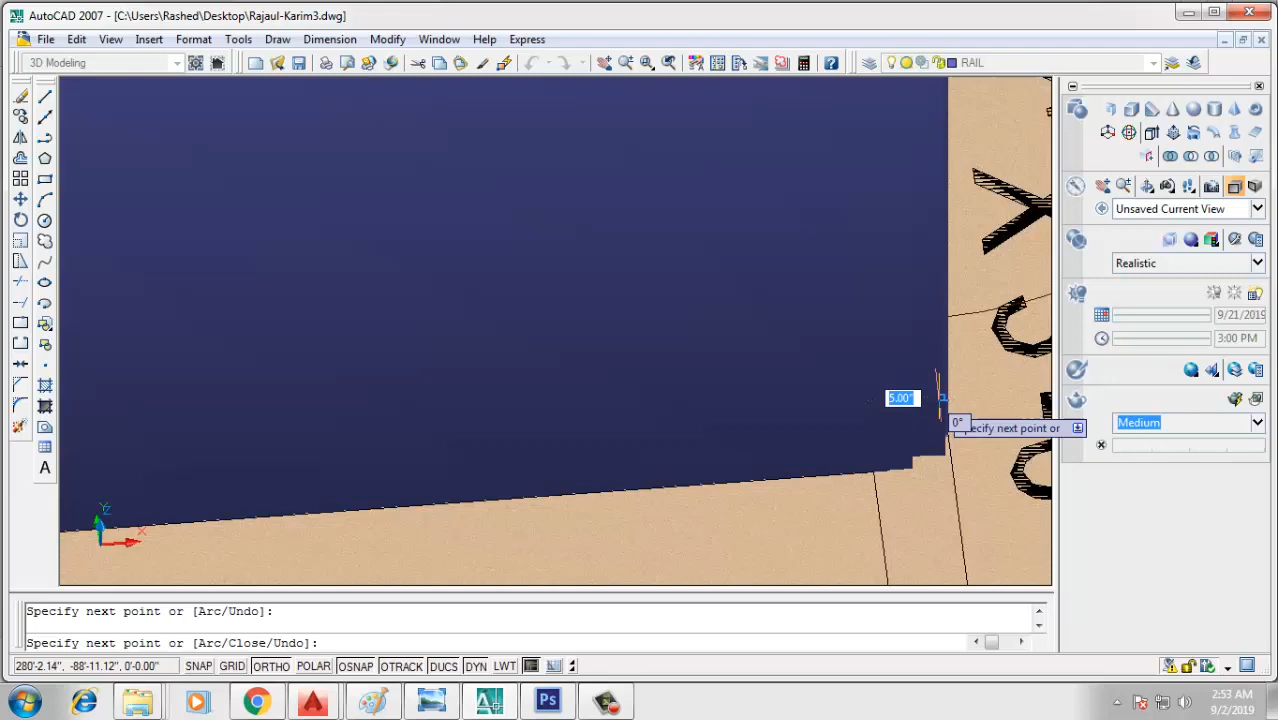 AutoCAD 2007 - [C:\Users\Rashed\Desktop\Rajaul-Karim3.dwg]
File Edit View Insert Format Tools Draw Dimension Modify Window Help Express
3D Modeling
RAIL
Unsaved Current View
Realistic
9/21/2019
3:00 PM
5.00"
0°
pecify next point or
Medium
Y
Z
X
A
Specify next point or [Arc/Undo]:
Specify next point or [Arc/Close/Undo]:
280'-2.14", -88'-11.12", 0'-0.00" SNAP GRID ORTHO POLAR OSNAP OTRACK DUCS DYN LWT
Ps
2:53 AM
9/2/2019